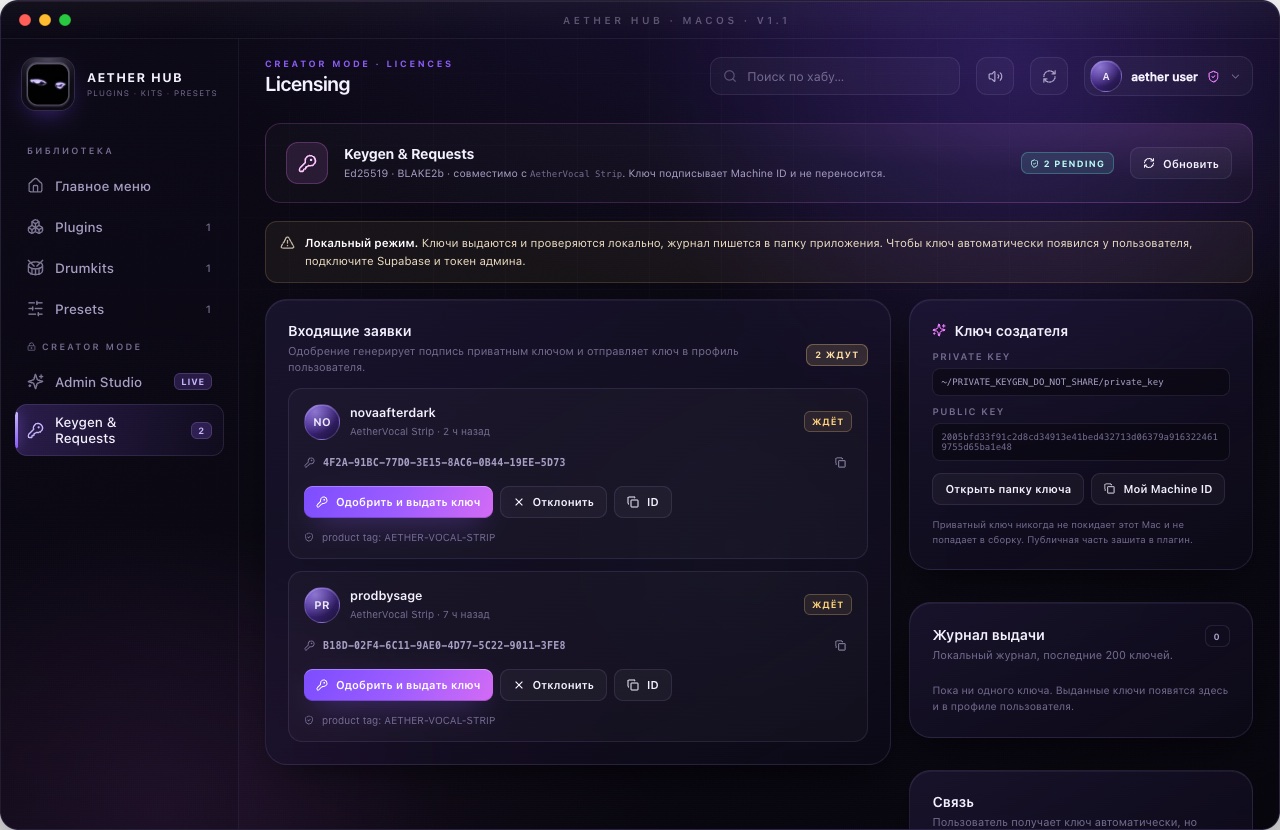 AETHER HUB · MACOS · V1.1
AETHER HUB
PLUGINS · KITS · PRESETS
БИБЛИОТЕКА
Главное меню
Plugins 1
Drumkits 1
Presets 1
CREATOR MODE
Admin Studio LIVE
Keygen &
Requests 2
CREATOR MODE · LICENCES
Licensing
Поиск по хабу…
A aether user
Keygen & Requests
Ed25519 · BLAKE2b · совместимо с AetherVocal Strip. Ключ подписывает Machine ID и не переносится.
2 PENDING
Обновить
Локальный режим. Ключи выдаются и проверяются локально, журнал пишется в папку приложения. Чтобы ключ автоматически появился у пользователя,
подключите Supabase и токен админа.
Входящие заявки
Одобрение генерирует подпись приватным ключом и отправляет ключ в профиль
пользователя.
2 ЖДУТ
NO novaafterdark
AetherVocal Strip · 2 ч назад
ЖДЁТ
4F2A-91BC-77D0-3E15-8AC6-0B44-19EE-5D73
Одобрить и выдать ключ Отклонить ID
product tag: AETHER-VOCAL-STRIP
PR prodbysage
AetherVocal Strip · 7 ч назад
ЖДЁТ
B18D-02F4-6C11-9AE0-4D77-5C22-9011-3FE8
Одобрить и выдать ключ Отклонить ID
product tag: AETHER-VOCAL-STRIP
Ключ создателя
PRIVATE KEY
~/PRIVATE_KEYGEN_DO_NOT_SHARE/private_key
PUBLIC KEY
2005bfd33f91c2d8cd34913e41bed432713d06379a916322461
9755d65ba1e48
Открыть папку ключа Мой Machine ID
Приватный ключ никогда не покидает этот Mac и не
попадает в сборку. Публичная часть зашита в плагин.
Журнал выдачи 0
Локальный журнал, последние 200 ключей.
Пока ни одного ключа. Выданные ключи появятся здесь
и в профиле пользователя.
Связь
Пользователь получает ключ автоматически, но